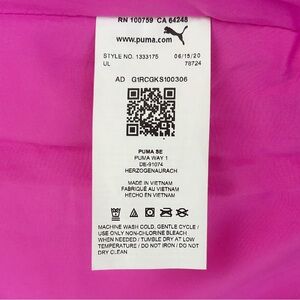 RN 100759 CA 64248
www.puma.com
STYLE NO. 1333175 06/15/20
UL 78724
AD G1RCGKS100306
PUMA SE
PUMA WAY 1
DE-91074
HERZOGENAURACH
MADE IN VIETNAM
FABRIQUÉ AU VIETNAM
HECHO EN VIETNAM
MACHINE WASH COLD, GENTLE CYCLE /
USE ONLY NON-CHLORINE BLEACH
WHEN NEEDED / TUMBLE DRY AT LOW
TEMPERATURE / DO NOT IRON / DO NOT
DRY CLEAN